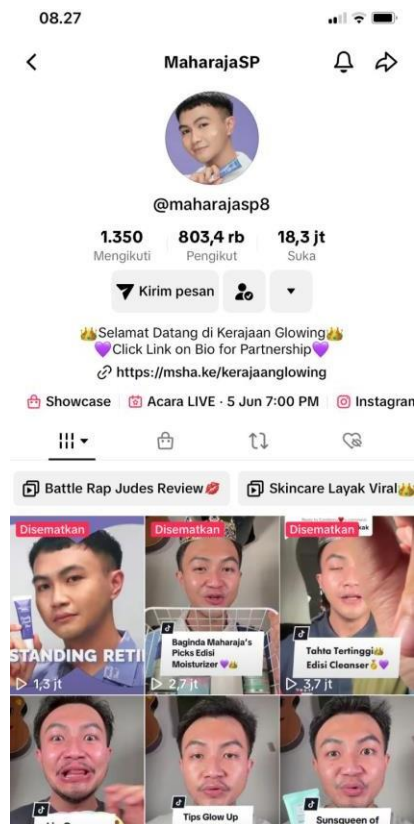 08.27
MaharajaSP
@maharajasp8
1.350 803,4 rb 18,3 jt
Mengikuti Pengikut Suka
Kirim pesan
👑Selamat Datang di Kerajaan Glowing👑
💜Click Link on Bio for Partnership💜
https://msha.ke/kerajaanglowing
Showcase Acara LIVE · 5 Jun 7:00 PM Instagram
Battle Rap Judes Review💋 Skincare Layak Viral👑
Disematkan
STANDING RETI
1,3 jt
Disematkan
Baginda Maharaja's
Picks Edisi
Moisturizer 💜👑
2,7 jt
Disematkan
Tahta Tertinggi👑
Edisi Cleanser💍💜
3,7 jt
Tips Glow Up
Sunsqueen of